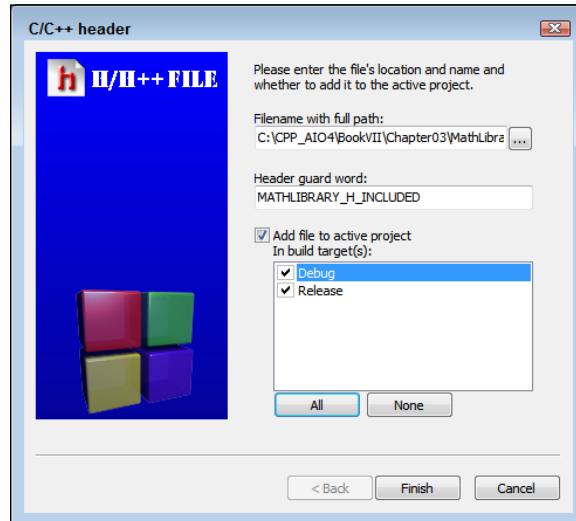 C/C++ header
H/H++ FILE
Please enter the file's location and name and
whether to add it to the active project.
Filename with full path:
C:\CPP_AIO4\BookVII\Chapter03\MathLibra
...
Header guard word:
MATHLIBRARY_H_INCLUDED
Add file to active project
In build target(s):
Debug
Release
All None
< Back Finish Cancel